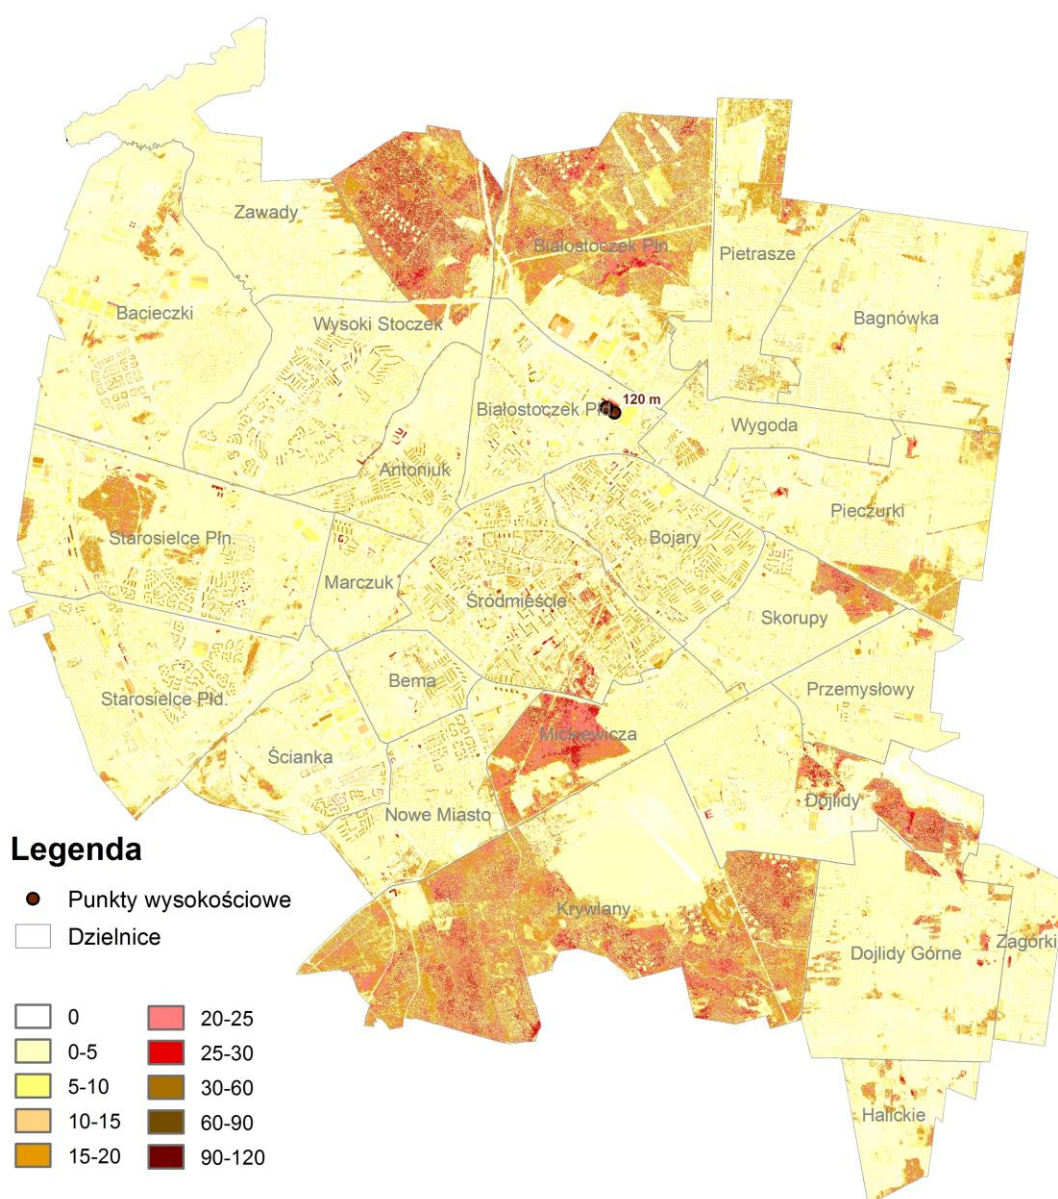 Zawady
Białostoczek Płn.
Pietrasze
Bacieczki
Wysoki Stoczek
Bagnówka
120 m
Białostoczek Płd.
Wygoda
Antoniuk
Pieczurki
Starosielce Płn.
Bojary
Marczuk
Śródmieście
Skorupy
Bema
Przemysłowy
Starosielce Płd.
Mickiewicza
Ścianka
Dojlidy
Nowe Miasto
Legenda
Punkty wysokościowe
Krywlany
Dzielnice
Dojlidy Górne
Zagórki
0
20-25
0-5
25-30
5-10
30-60
10-15
60-90
Halickie
15-20
90-120